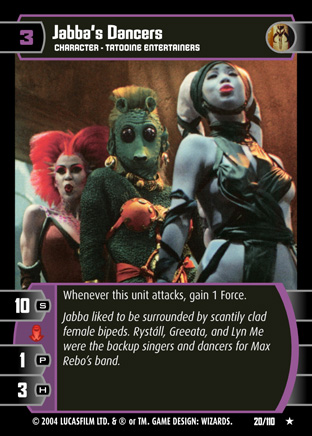 3
Jabba's Dancers
CHARACTER - TATOOINE ENTERTAINERS
10 S
1 P
3 H
Whenever this unit attacks, gain 1 Force.
Jabba liked to be surrounded by scantily clad
female bipeds. Rystáll, Greeata, and Lyn Me
were the backup singers and dancers for Max
Rebo's band.
© 2004 LUCASFILM LTD. & ® or TM. GAME DESIGN: WIZARDS.
20/110 ★